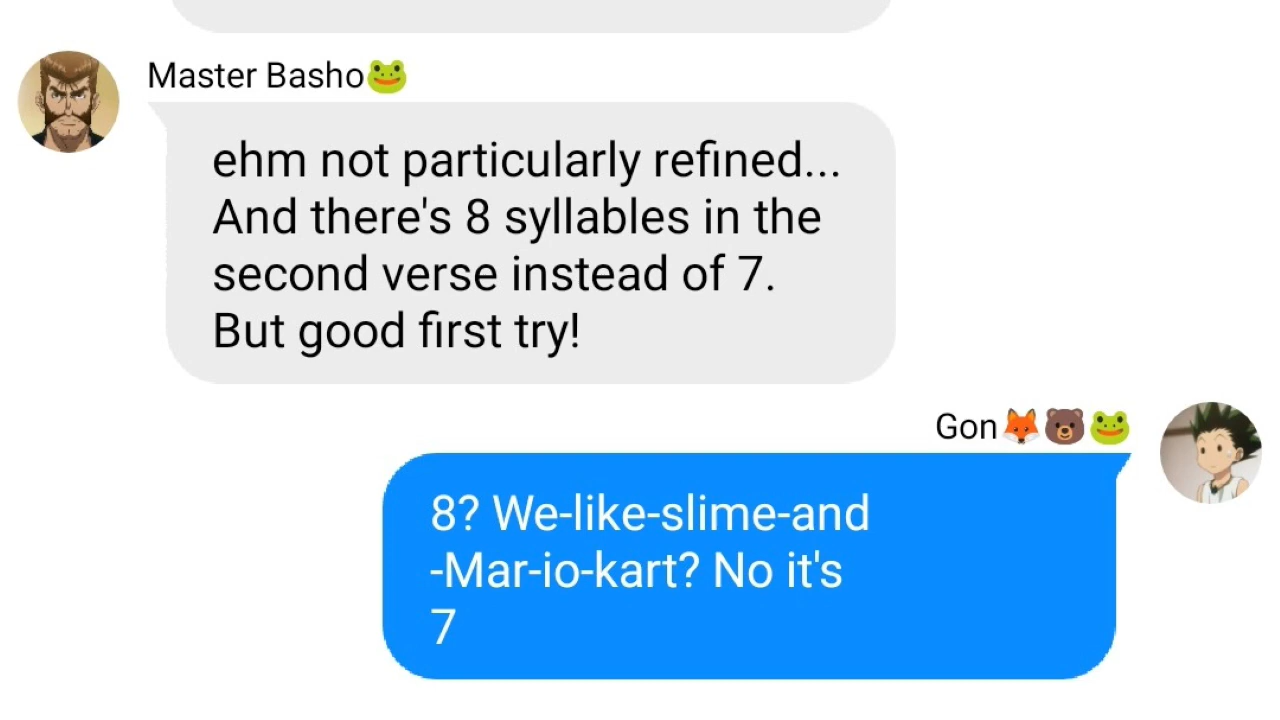 Master Basho🐸
ehm not particularly refined...
And there's 8 syllables in the
second verse instead of 7.
But good first try!
Gon🦊🐻🐸
8? We-like-slime-and
-Mar-io-kart? No it's
7